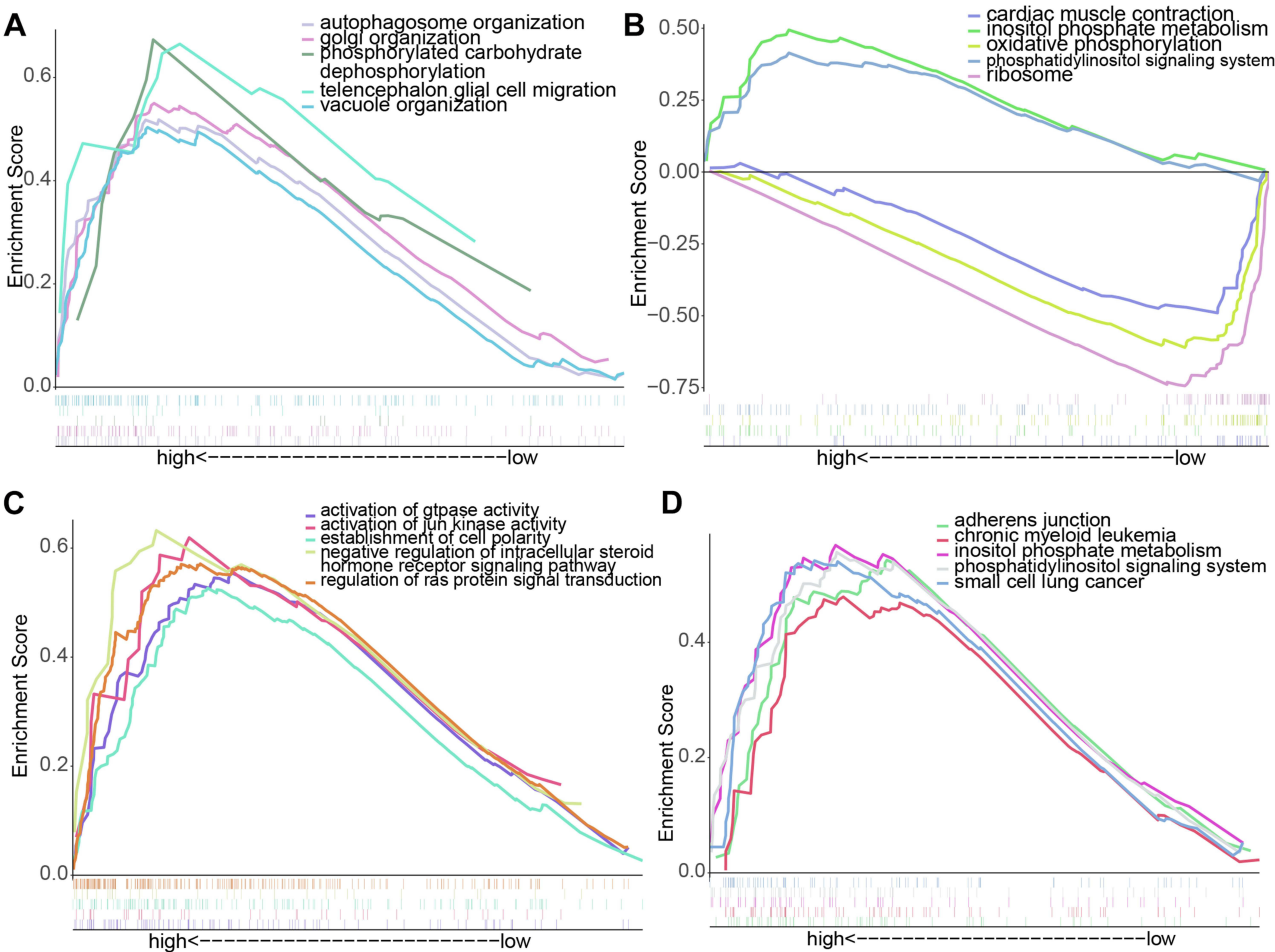 A
autophagosome organization
golgi organization
phosphorylated carbohydrate
dephosphorylation
telencephalon glial cell migration
vacuole organization
Enrichment Score
0.6
0.4
0.2
0.0
high<------------------------------low
B
cardiac muscle contraction
inositol phosphate metabolism
oxidative phosphorylation
phosphatidylinositol signaling system
ribosome
Enrichment Score
0.50
0.25
0.00
−0.25
−0.50
−0.75
high<------------------------------low
C
activation of gtpase activity
activation of jun kinase activity
establishment of cell polarity
negative regulation of intracellular steroid
hormone receptor signaling pathway
regulation of ras protein signal transduction
Enrichment Score
0.6
0.4
0.2
0.0
high<------------------------------low
D
adherens junction
chronic myeloid leukemia
inositol phosphate metabolism
phosphatidylinositol signaling system
small cell lung cancer
Enrichment Score
0.4
0.2
0.0
high<------------------------------low